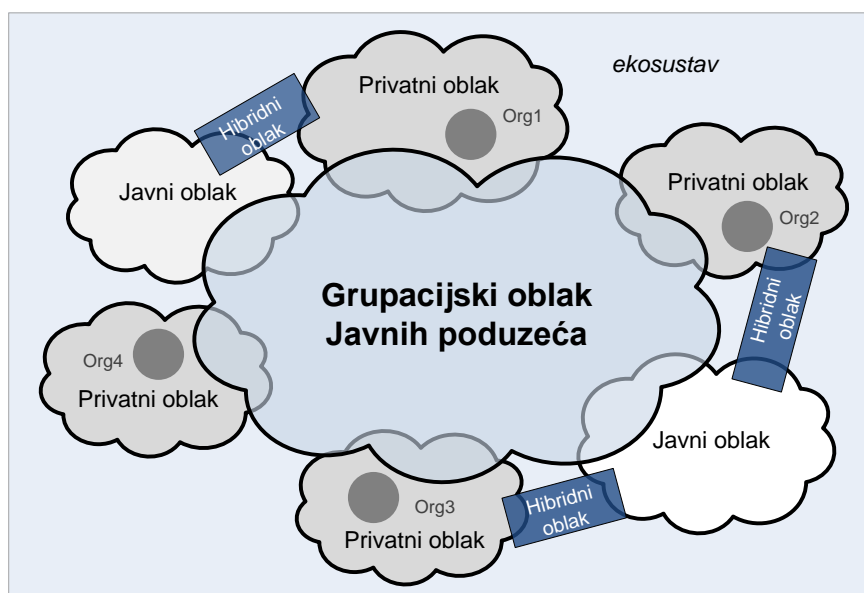 ekosustav
Privatni oblak
Org1
Hibridni
oblak
Javni oblak
Privatni oblak
Org2
Hibridni
oblak
Grupacijski oblak
Javnih poduzeća
Org4
Privatni oblak
Javni oblak
Org3
Privatni oblak
Hibridni
oblak